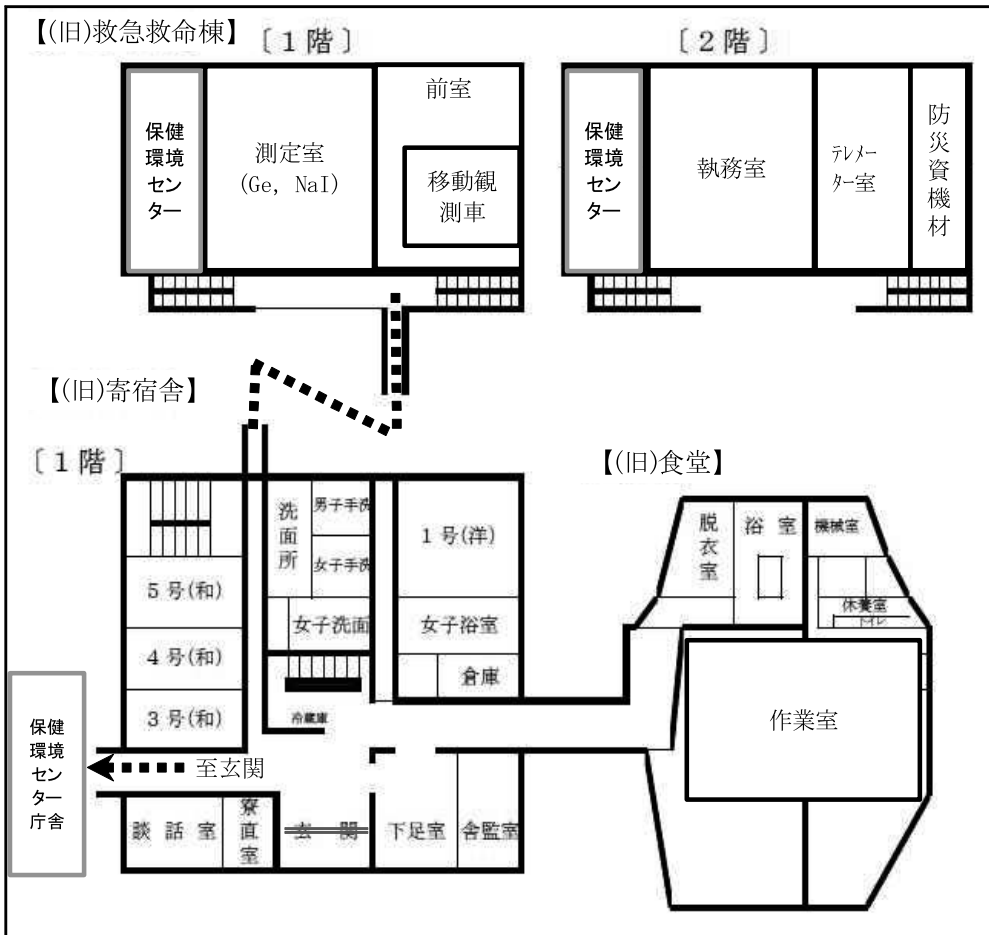 【(旧)救急救命棟】
〔1階〕
〔2階〕
保健
環境
セン
ター
測定室
(Ge, NaI)
前室
移動観
測車
保健
環境
セン
ター
執務室
テレメー
ター室
防災資機材
【(旧)寄宿舎】
〔1階〕
【(旧)食堂】
洗面所
男子手洗
女子手洗
女子洗面
冷蔵庫
1号(洋)
女子浴室
倉庫
5号(和)
4号(和)
3号(和)
脱衣室
浴室
機械室
休養室
トイレ
作業室
保健
環境
セン
ター
庁舎
至玄関
談話室
寮直室
玄関
下足室
舎監室